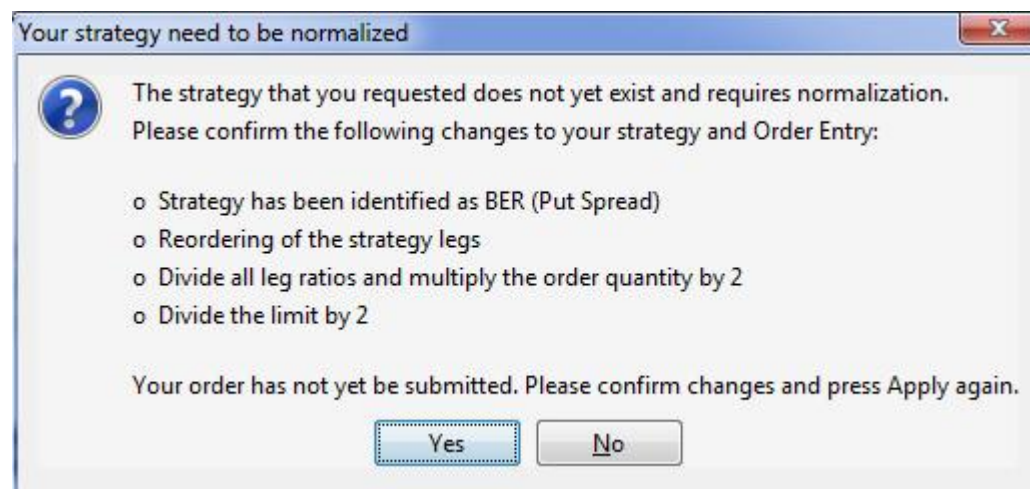 Your strategy need to be normalized
The strategy that you requested does not yet exist and requires normalization.
Please confirm the following changes to your strategy and Order Entry:
o Strategy has been identified as BER (Put Spread)
o Reordering of the strategy legs
o Divide all leg ratios and multiply the order quantity by 2
o Divide the limit by 2
Your order has not yet be submitted. Please confirm changes and press Apply again.
Yes No